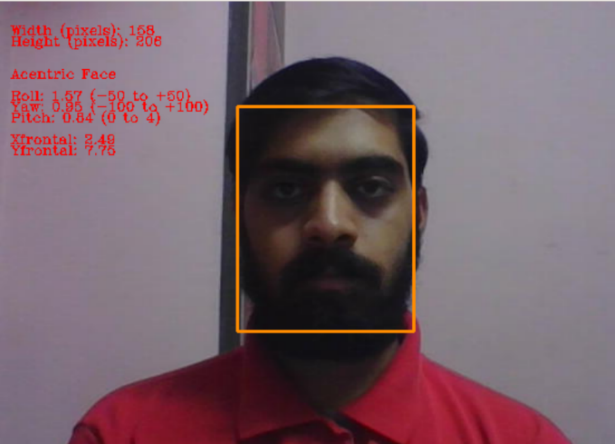 Width (pixels): 158
Height (pixels): 206
Acentric Face
Roll: 1.57 (-50 to +50)
Yaw: 0.95 (-100 to +100)
Pitch: 0.84 (0 to 4)
Xfrontal: 2.49
Yfrontal: 7.75